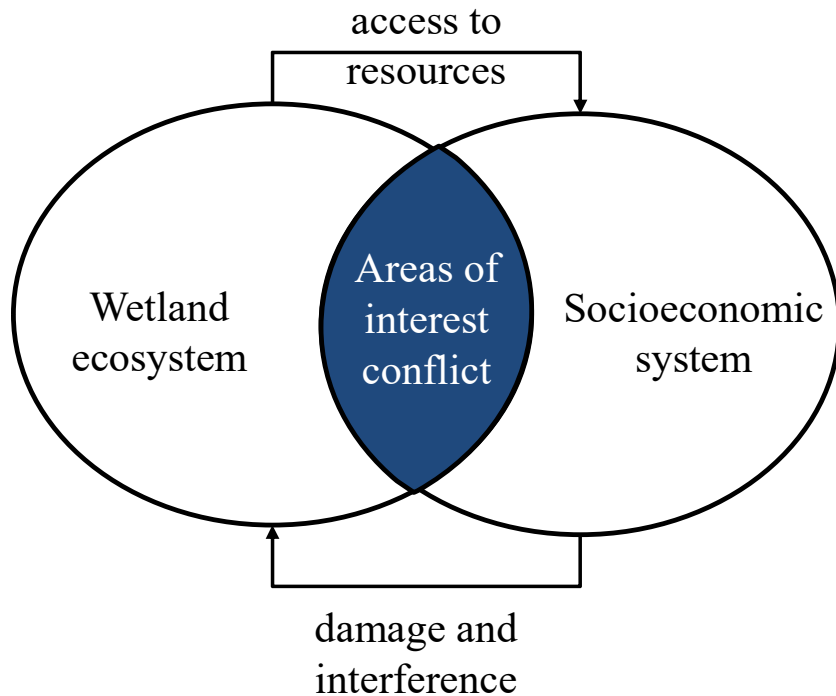 access to
resources
Wetland
ecosystem
Areas of
interest
conflict
Socioeconomic
system
damage and
interference